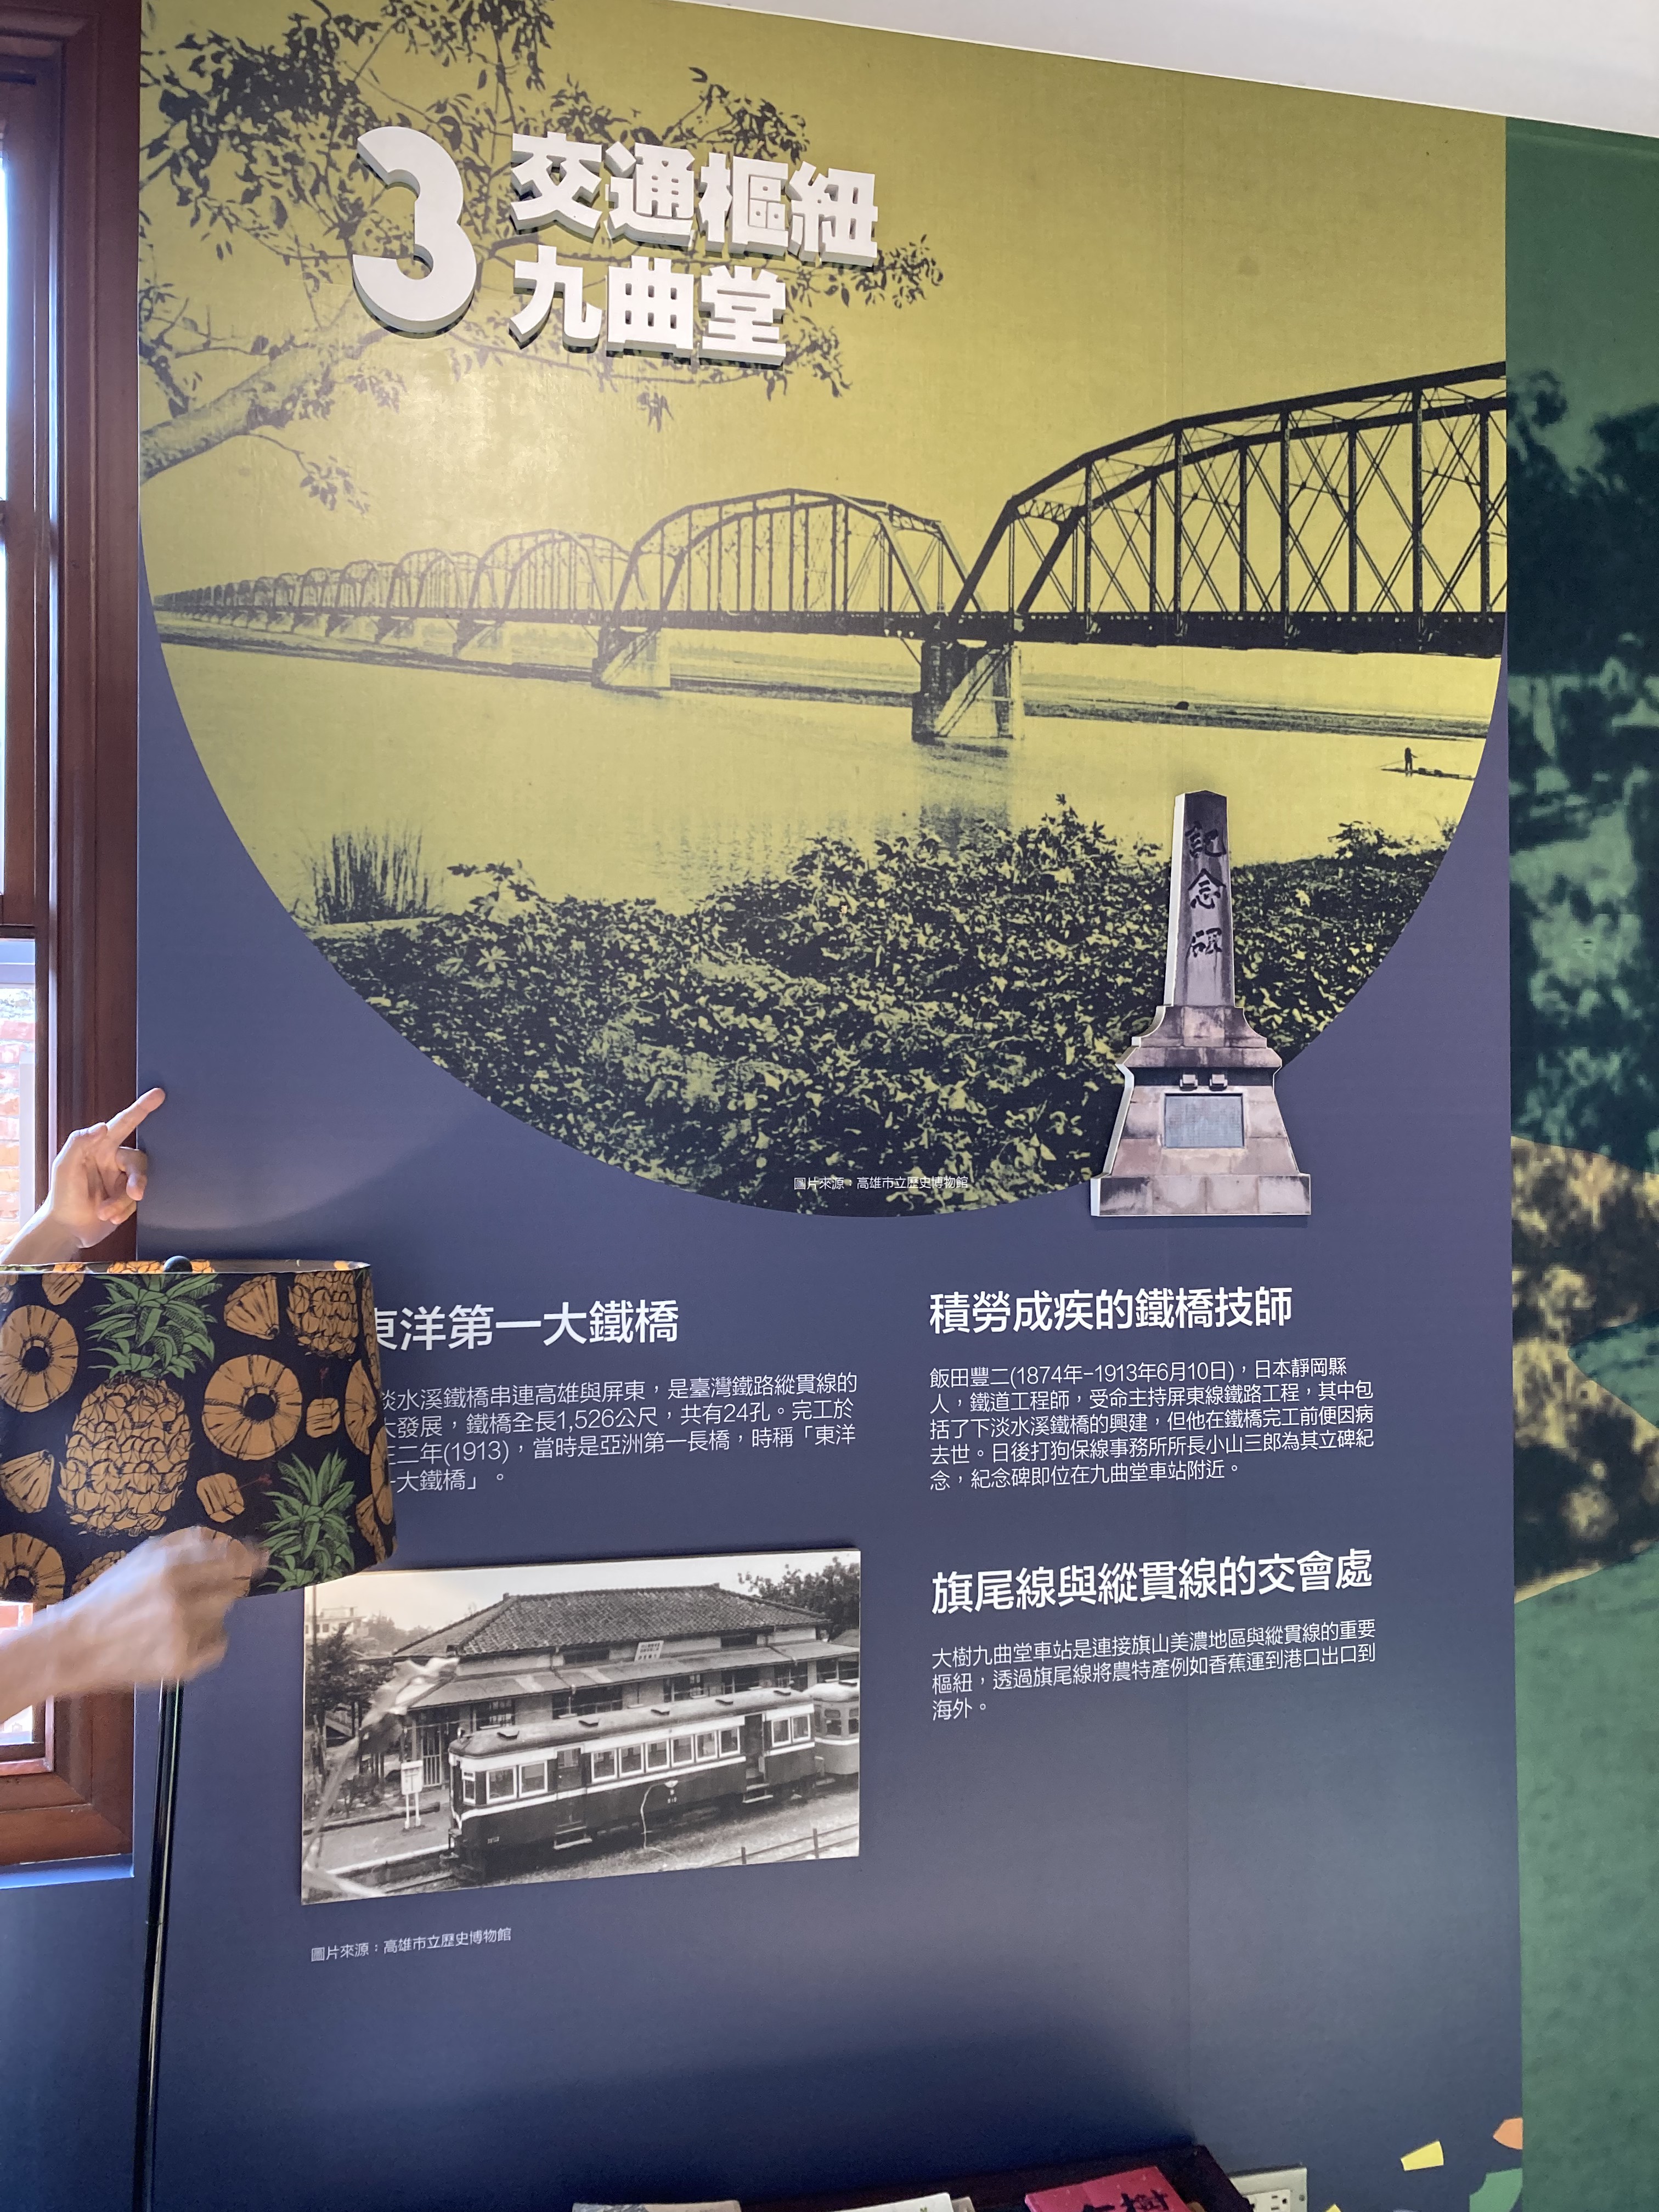 3
交通樞紐
九曲堂
記
念
碑
圖片來源:高雄市立歷史博物館
東洋第一大鐵橋
淡水溪鐵橋串連高雄與屏東,是臺灣鐵路縱貫線的
大發展,鐵橋全長1,526公尺,共有24孔。完工於
二年(1913),當時是亞洲第一長橋,時稱「東洋
一大鐵橋」。
圖片來源:高雄市立歷史博物館
積勞成疾的鐵橋技師
飯田豐二(1874年-1913年6月10日),日本靜岡縣
人,鐵道工程師,受命主持屏東線鐵路工程,其中包
括了下淡水溪鐵橋的興建,但他在鐵橋完工前便因病
去世。日後打狗保線事務所所長小山三郎為其立碑紀
念,紀念碑即位在九曲堂車站附近。
旗尾線與縱貫線的交會處
大樹九曲堂車站是連接旗山美濃地區與縱貫線的重要
樞紐,透過旗尾線將農特產例如香蕉運到港口出口到
海外。